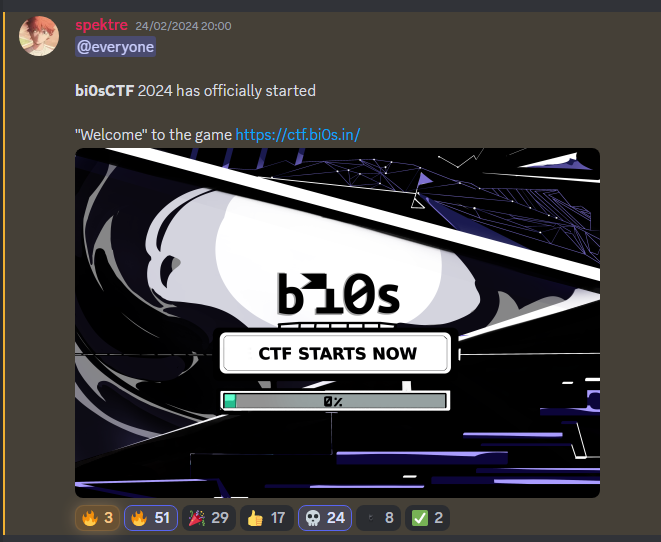 spektre 24/02/2024 20:00
@everyone
bi0sCTF 2024 has officially started
"Welcome" to the game https://ctf.bi0s.in/
bi0s
CTF STARTS NOW
0%
3 51 29 17 24 8 2